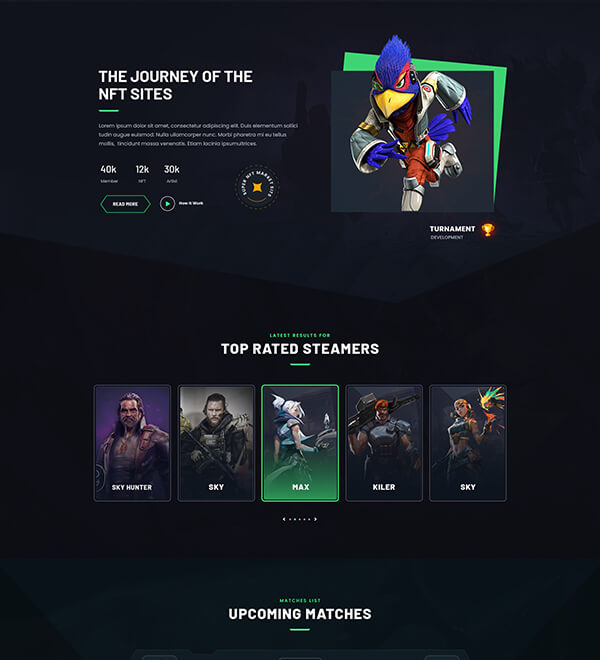 THE JOURNEY OF THE
NFT SITES
Lorem ipsum dolor sit amet, consectetur adipiscing elit. Duis elementum sollici
tudin augue euismod. Nulla ullamcorper nunc. Morbi pharetra mi eu tellus
mollis, tincidunt massa venenatis. Etiam lacinia ipsumultrices.
40k 12k 30k
Member NFT Artist
READ MORE
How It Work
SUPER NFT MARKET SITE
TURNAMENT
DEVELOPMENT
LATEST RESULTS FOR
TOP RATED STEAMERS
SKY HUNTER
SKY
MAX
KILER
SKY
MATCHES LIST
UPCOMING MATCHES